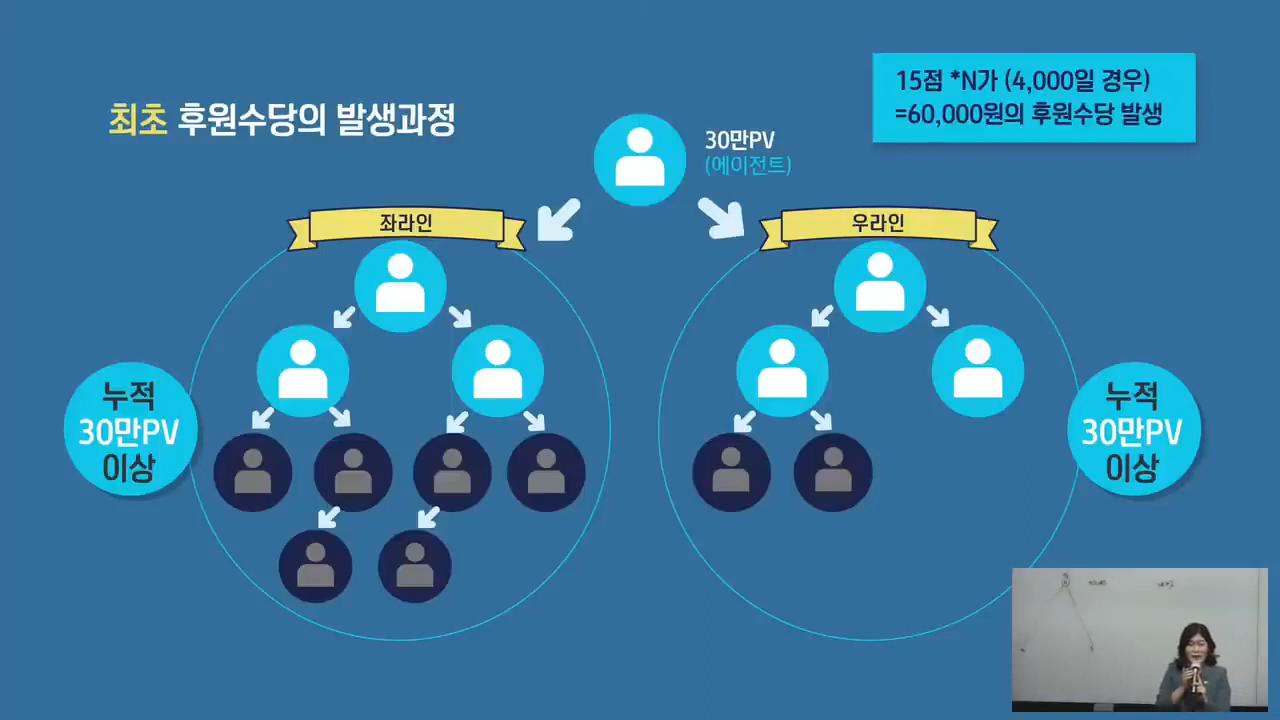 최초 후원수당의 발생과정
15점 *N가 (4,000일 경우)
=60,000원의 후원수당 발생
30만PV
(에이전트)
좌라인
우라인
누적
30만PV
이상
누적
30만PV
이상